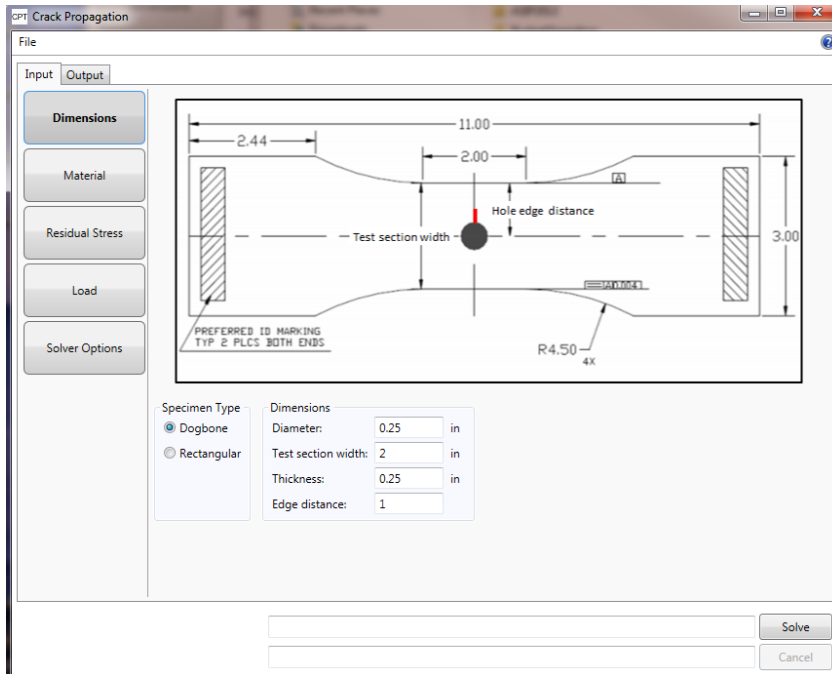 CPT Crack Propagation
File
Input Output
Dimensions
Material
Residual Stress
Load
Solver Options
11.00
2.44
2.00
A
Hole edge distance
Test section width
3.00
A 0.004
PREFERRED ID MARKING
TYP 2 PLCS BOTH ENDS
R4.50
4X
Specimen Type
Dogbone
Rectangular
Dimensions
Diameter: 0.25 in
Test section width: 2 in
Thickness: 0.25 in
Edge distance: 1
Solve
Cancel